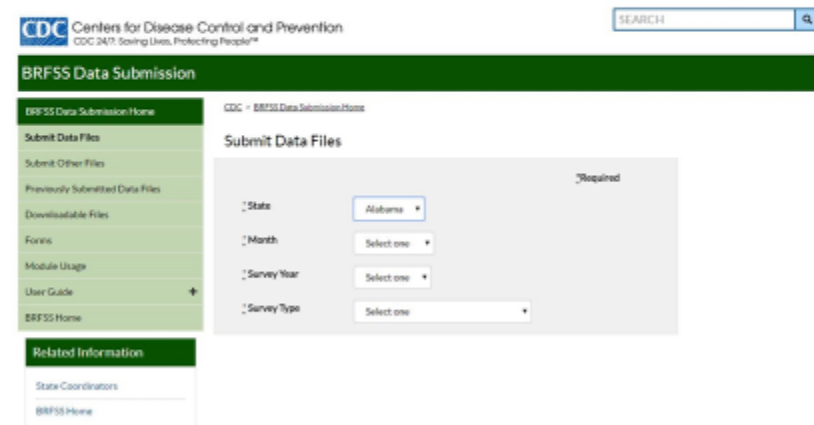 CDC Centers for Disease Control and Prevention
CDC 24/7: Saving Lives, Protecting People™
SEARCH
BRFSS Data Submission
BRFSS Data Submission Home
Submit Data Files
Submit Other Files
Previously Submitted Data Files
Downloadable Files
Forms
Module Usage
User Guide +
BRFSS Home
Related Information
State Coordinators
BRFSS Home
CDC > BRFSS Data Submission Home
Submit Data Files
*Required
*State Alabama
*Month Select one
*Survey Year Select one
*Survey Type Select one